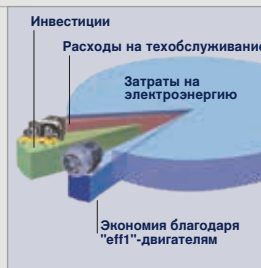 Инвестиции
Расходы на техобслуживание
Затраты на
электроэнергию
Экономия благодаря
"eff1"-двигателям